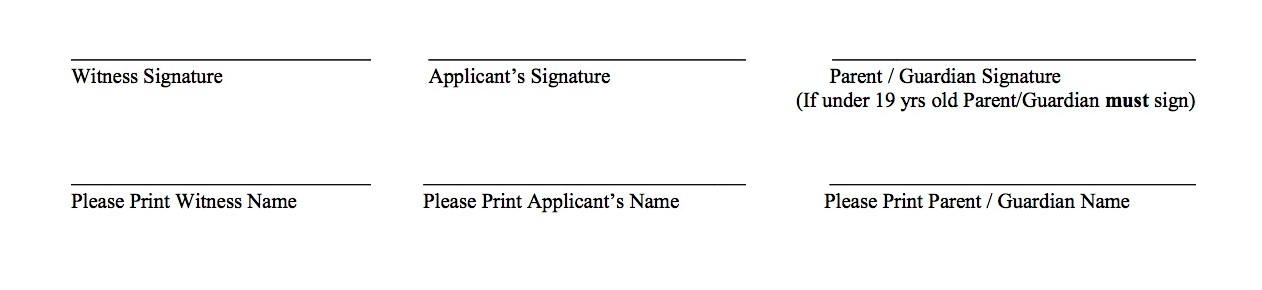 Witness Signature
Applicant's Signature
Parent / Guardian Signature
(If under 19 yrs old Parent/Guardian must sign)
Please Print Witness Name
Please Print Applicant's Name
Please Print Parent / Guardian Name